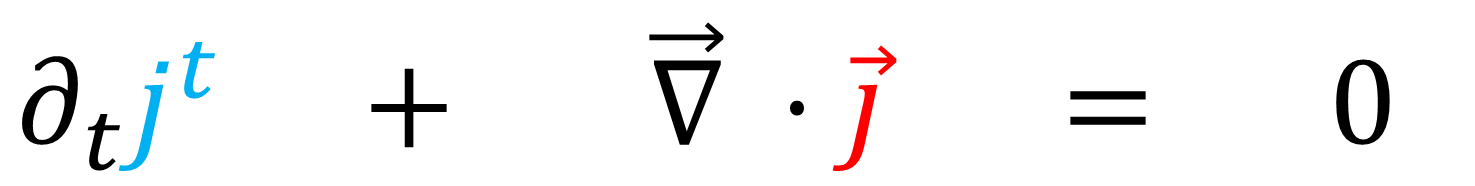 ∂ₜjᵗ + ∇⃗ · j⃗ = 0